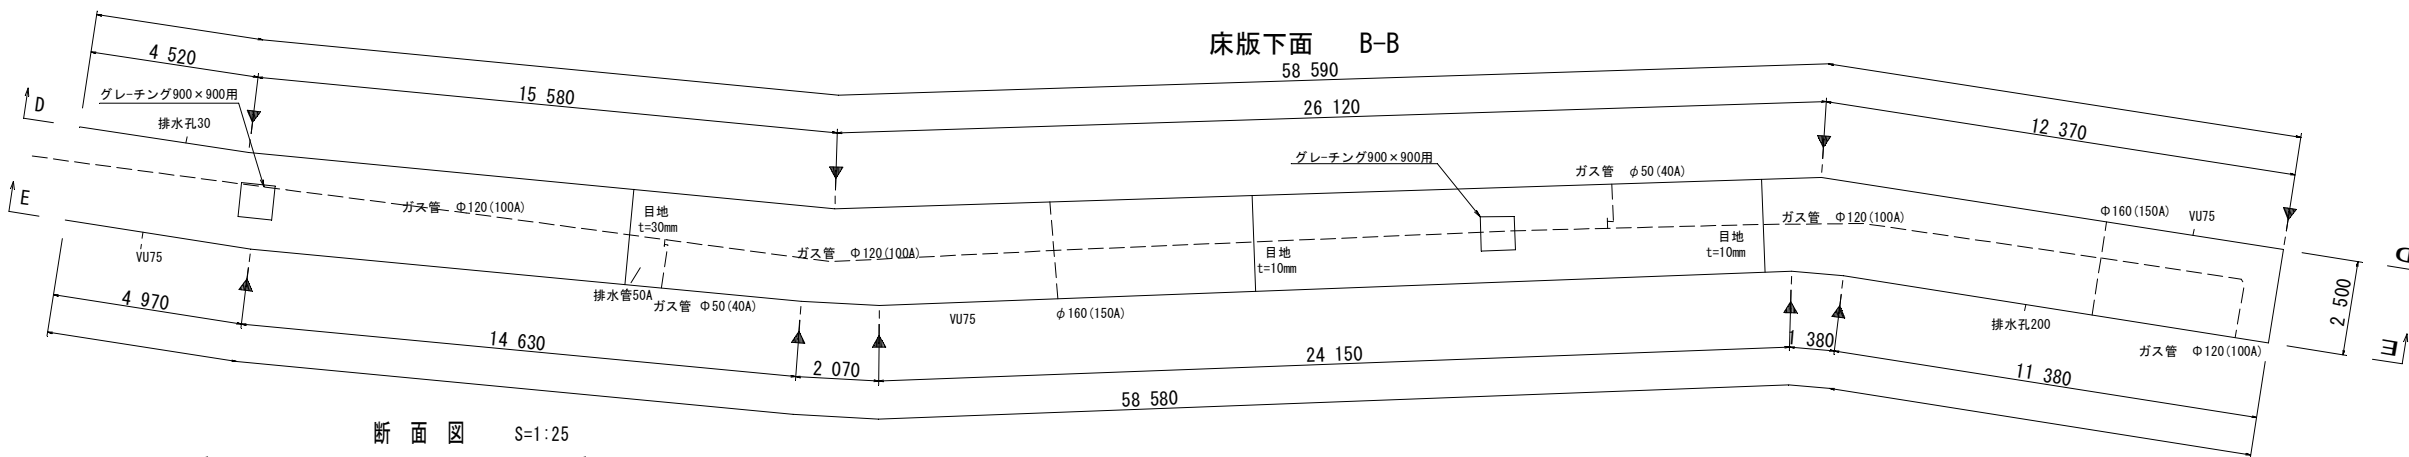 床版下面 B-B
58 590
4 520
15 580
26 120
12 370
D
グレーチング900×900用
排水孔30
E
ガス管 Φ120(100A)
目地
t=30mm
ガス管 Φ120(100A)
グレーチング900×900用
ガス管 φ50(40A)
目地
t=10mm
目地
t=10mm
ガス管 Φ120(100A)
Φ160(150A)
VU75
D
VU75
排水管50A
ガス管 Φ50(40A)
VU75
φ160(150A)
排水孔200
ガス管 Φ120(100A)
2 500
E
4 970
14 630
2 070
24 150
1 380
11 380
58 580
断面図 S=1:25